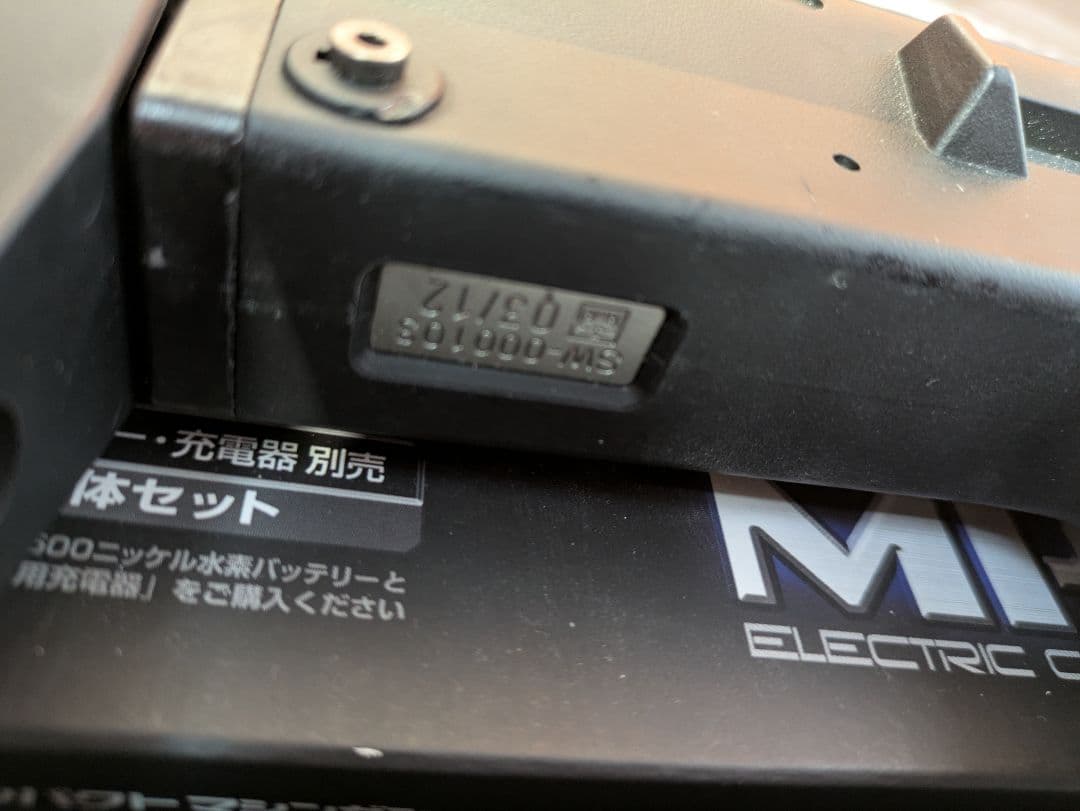 SW-000103
Q3/12
ー・充電器 別売
体セット
600ニッケル水素バッテリーと
用充電器」をご購入ください
ELECTRIC